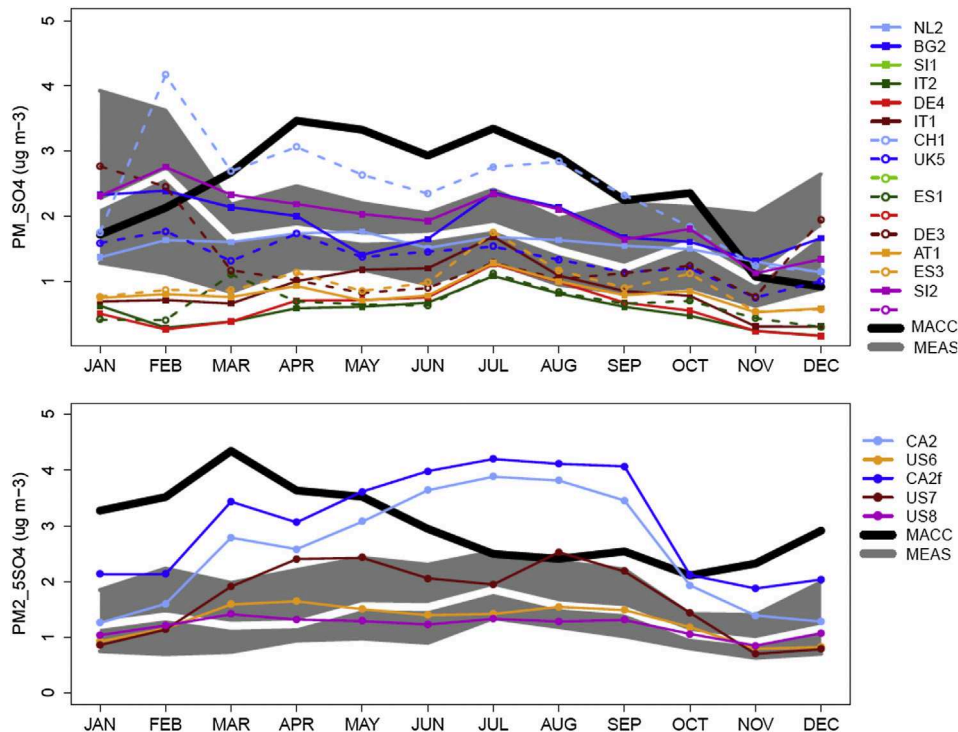 5
4
3
2
1
PM_SO4 (ug m−3)
JAN FEB MAR APR MAY JUN JUL AUG SEP OCT NOV DEC
NL2
BG2
SI1
IT2
DE4
IT1
CH1
UK5
ES1
DE3
AT1
ES3
SI2
MACC
MEAS
5
4
3
2
1
0
PM2_5SO4 (ug m−3)
JAN FEB MAR APR MAY JUN JUL AUG SEP OCT NOV DEC
CA2
US6
CA2f
US7
US8
MACC
MEAS